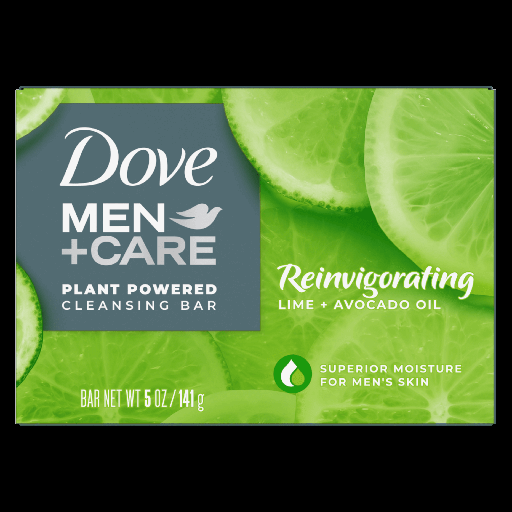 Dove
MEN
+CARE
PLANT POWERED
CLEANSING BAR
Reinvigorating
LIME + AVOCADO OIL
SUPERIOR MOISTURE
FOR MEN'S SKIN
BAR NET WT 5 OZ / 141 g